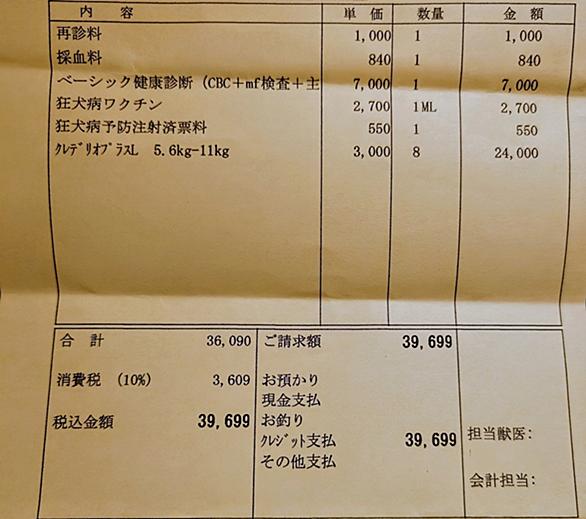 内 容 単 価 数量 金 額
再診料 1,000 1 1,000
採血料 840 1 840
ベーシック健康診断（CBC＋mf検査＋主 7,000 1 7,000
狂犬病ワクチン 2,700 1ML 2,700
狂犬病予防注射済票料 550 1 550
ｸﾚﾃﾞﾘｵﾌﾟﾗｽL 5.6kg-11kg 3,000 8 24,000
合 計 36,090 ご請求額 39,699
消費税 (10%) 3,609 お預かり
現金支払
税込金額 39,699 お釣り
ｸﾚｼﾞｯﾄ支払 39,699 担当獣医:
その他支払
会計担当: